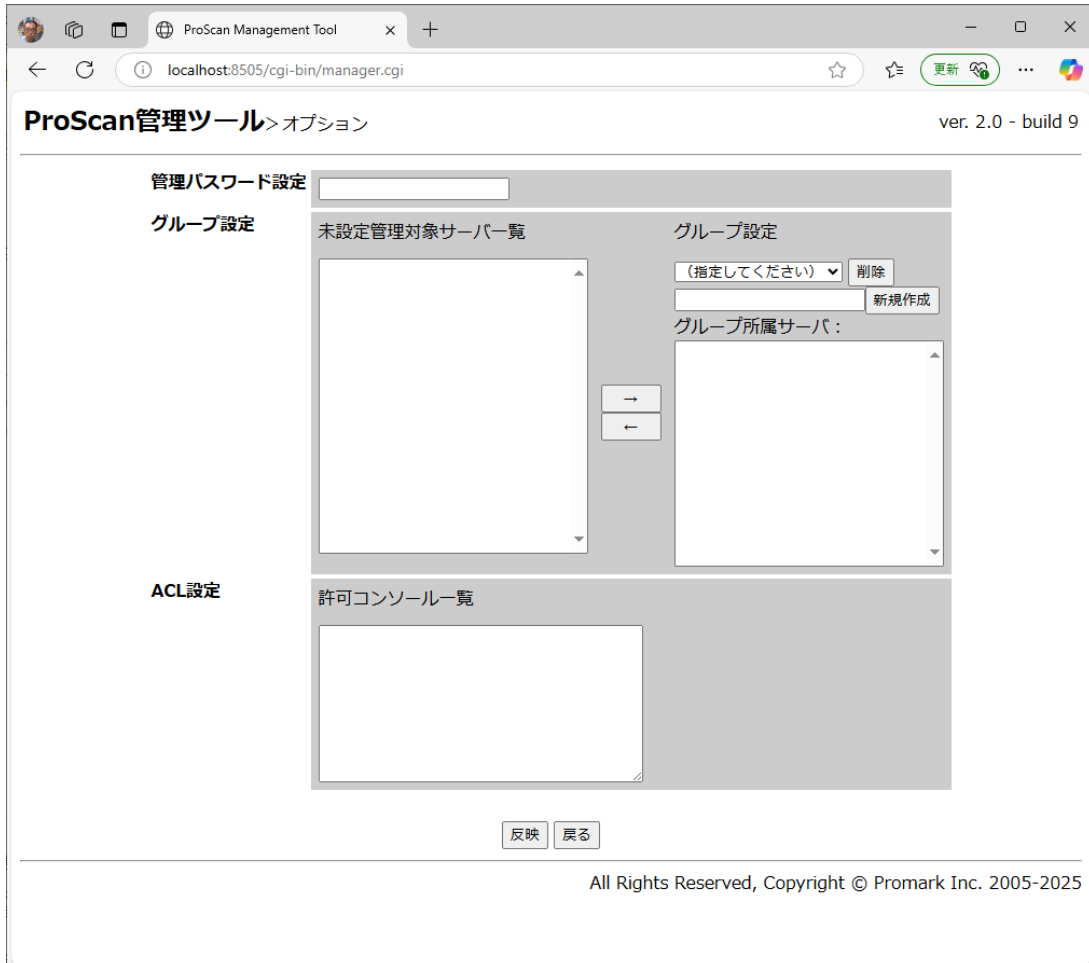 ProScan Management Tool
localhost:8505/cgi-bin/manager.cgi
更新
ProScan管理ツール>オプション
ver. 2.0 - build 9
管理パスワード設定
グループ設定
未設定管理対象サーバ一覧
グループ設定
（指定してください）
削除
新規作成
グループ所属サーバ：
→
←
ACL設定
許可コンソール一覧
反映
戻る
All Rights Reserved, Copyright © Promark Inc. 2005-2025